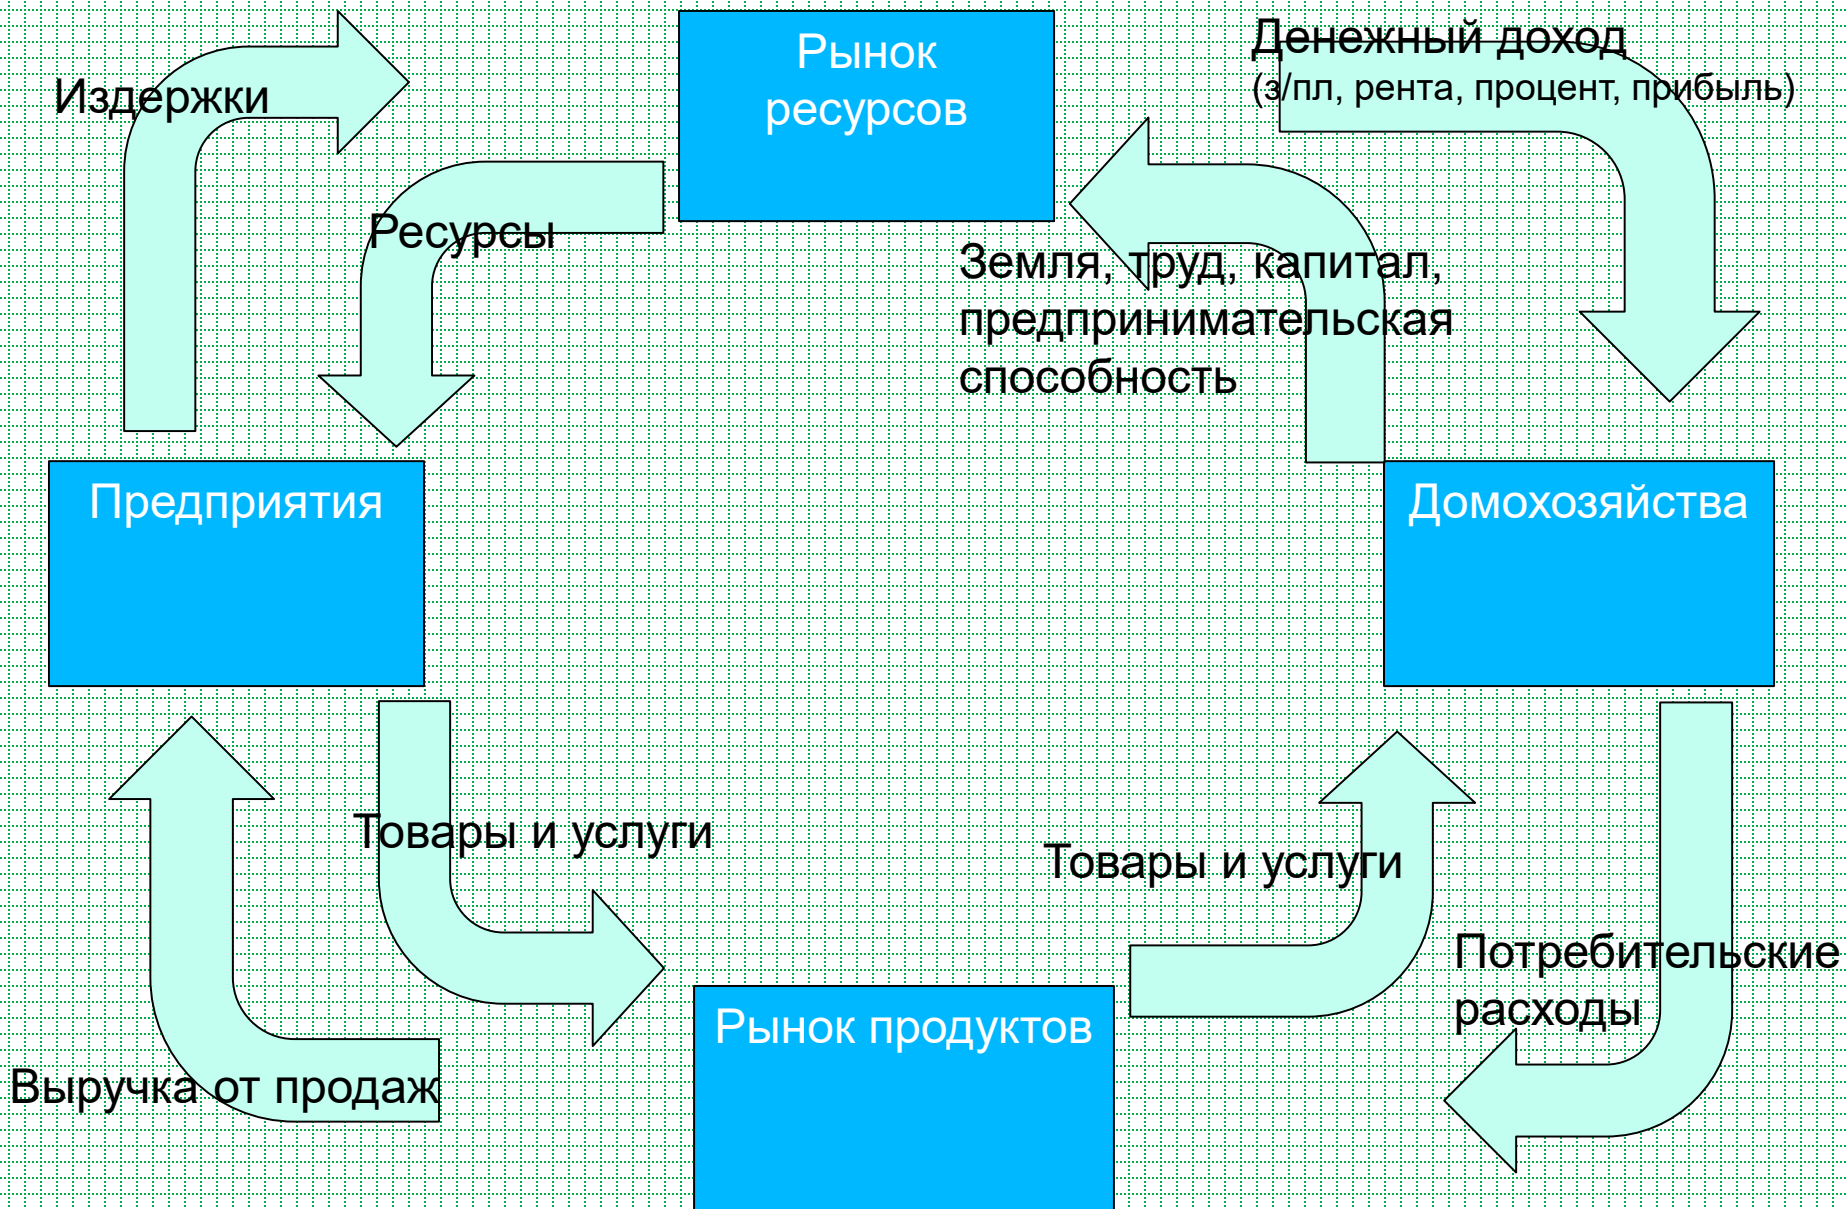 Рынок
ресурсов
Денежный доход
(з/пл, рента, процент, прибыль)
Издержки
Ресурсы
Земля, труд, капитал,
предпринимательская
способность
Предприятия
Домохозяйства
Товары и услуги
Товары и услуги
Потребительские
расходы
Рынок продуктов
Выручка от продаж